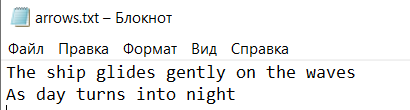 arrows.txt – Блокнот
Файл Правка Формат Вид Справка
The ship glides gently on the waves
As day turns into night